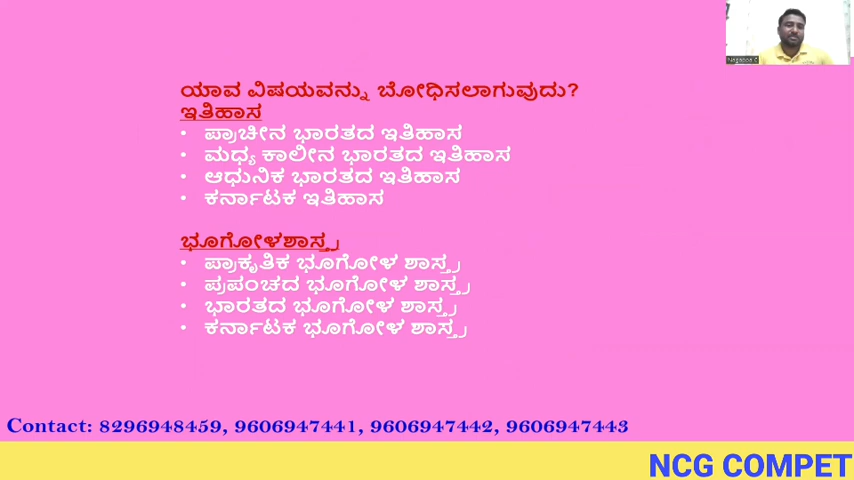 Nagappa C
ಯಾವ ವಿಷಯವನ್ನು ಬೋಧಿಸಲಾಗುವುದು?
ಇತಿಹಾಸ
• ಪ್ರಾಚೀನ ಭಾರತದ ಇತಿಹಾಸ
• ಮಧ್ಯ ಕಾಲೀನ ಭಾರತದ ಇತಿಹಾಸ
• ಆಧುನಿಕ ಭಾರತದ ಇತಿಹಾಸ
• ಕರ್ನಾಟಕ ಇತಿಹಾಸ
ಭೂಗೋಳಶಾಸ್ತ್ರ
• ಪ್ರಾಕೃತಿಕ ಭೂಗೋಳ ಶಾಸ್ತ್ರ
• ಪ್ರಪಂಚದ ಭೂಗೋಳ ಶಾಸ್ತ್ರ
• ಭಾರತದ ಭೂಗೋಳ ಶಾಸ್ತ್ರ
• ಕರ್ನಾಟಕ ಭೂಗೋಳ ಶಾಸ್ತ್ರ
Contact: 8296948459, 9606947441, 9606947442, 9606947443
NCG COMPET